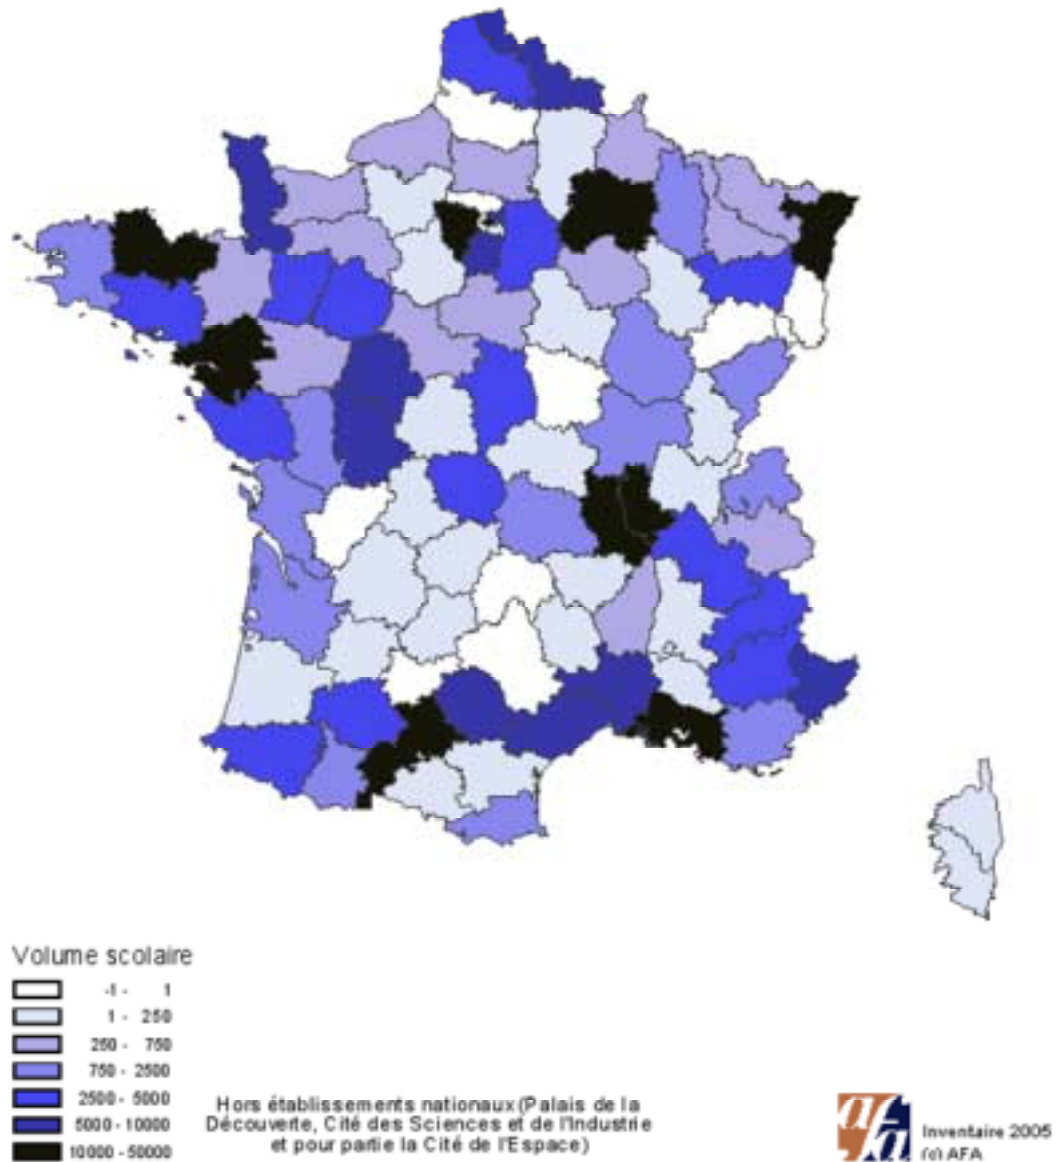 Volume scolaire
-1 - 1
1 - 250
250 - 750
750 - 2500
2500 - 5000
5000 - 10000
10000 - 50000
Hors établissements nationaux (Palais de la
Découverte, Cité des Sciences et de l'Industrie
et pour partie la Cité de l'Espace)
afa
Inventaire 2005
(c) AFA